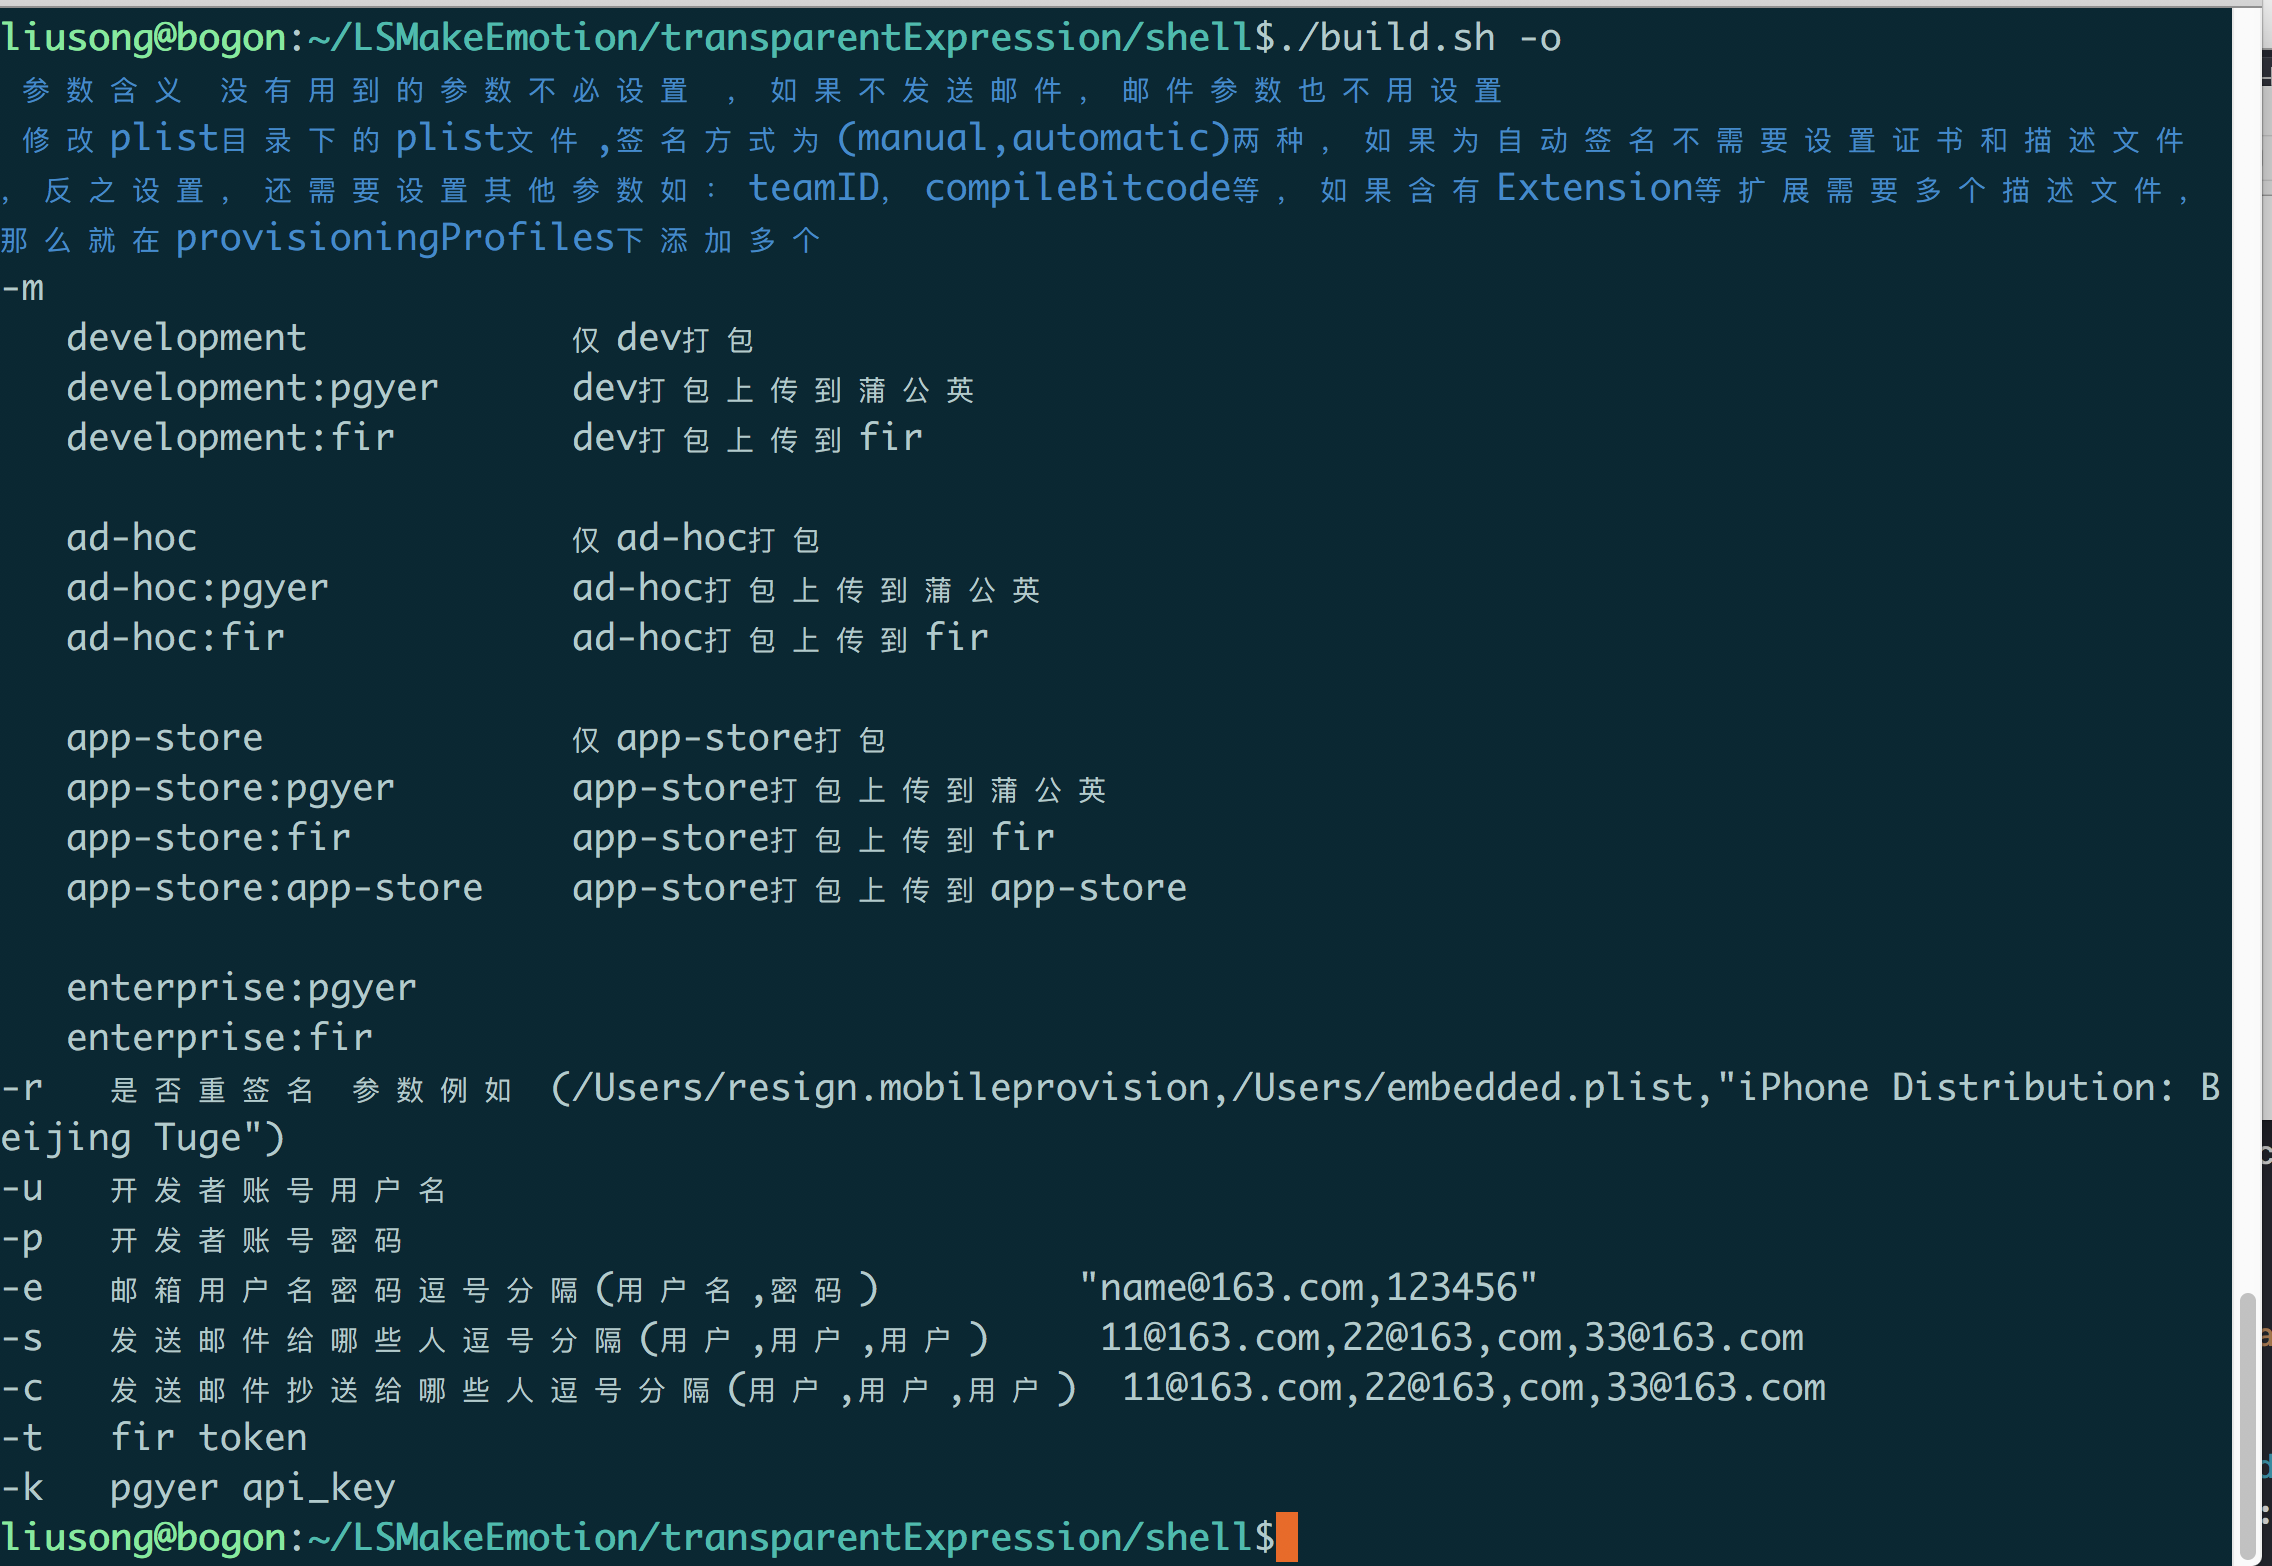 liusong@bogon:~/LSMakeEmotion/transparentExpression/shell$./build.sh -o
参数含义 没有用到的参数不必设置 ，如果不发送邮件，邮件参数也不用设置
修改plist目录下的plist文件,签名方式为(manual,automatic)两种，如果为自动签名不需要设置证书和描述文件
，反之设置，还需要设置其他参数如：teamID，compileBitcode等，如果含有Extension等扩展需要多个描述文件，
那么就在provisioningProfiles下添加多个
-m
development 仅dev打包
development:pgyer dev打包上传到蒲公英
development:fir dev打包上传到fir
ad-hoc 仅ad-hoc打包
ad-hoc:pgyer ad-hoc打包上传到蒲公英
ad-hoc:fir ad-hoc打包上传到fir
app-store 仅app-store打包
app-store:pgyer app-store打包上传到蒲公英
app-store:fir app-store打包上传到fir
app-store:app-store app-store打包上传到app-store
enterprise:pgyer
enterprise:fir
-r 是否重签名 参数例如 (/Users/resign.mobileprovision,/Users/embedded.plist,"iPhone Distribution: B
eijing Tuge")
-u 开发者账号用户名
-p 开发者账号密码
-e 邮箱用户名密码逗号分隔(用户名,密码) "name@163.com,123456"
-s 发送邮件给哪些人逗号分隔(用户,用户,用户) 11@163.com,22@163,com,33@163.com
-c 发送邮件抄送给哪些人逗号分隔(用户,用户,用户) 11@163.com,22@163,com,33@163.com
-t fir token
-k pgyer api_key
liusong@bogon:~/LSMakeEmotion/transparentExpression/shell$